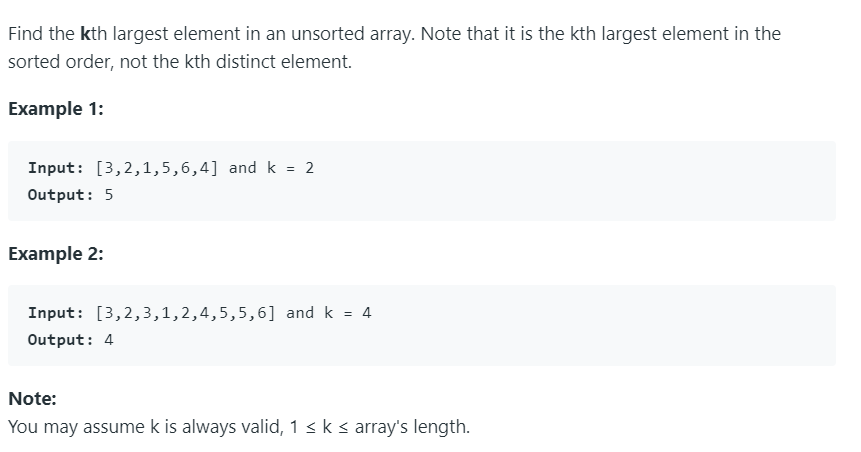 Find the kth largest element in an unsorted array. Note that it is the kth largest element in the
sorted order, not the kth distinct element.
Example 1:
Input: [3,2,1,5,6,4] and k = 2
Output: 5
Example 2:
Input: [3,2,3,1,2,4,5,5,6] and k = 4
Output: 4
Note:
You may assume k is always valid, 1 ≤ k ≤ array's length.